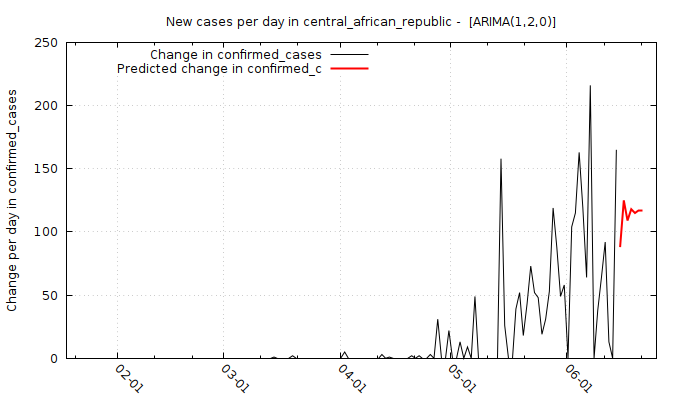 New cases per day in central_african_republic -  [ARIMA(1,2,0)]
Change in confirmed_cases
Predicted change in confirmed_c
Change per day in confirmed_cases
250
200
150
100
50
0
02-01
03-01
04-01
05-01
06-01